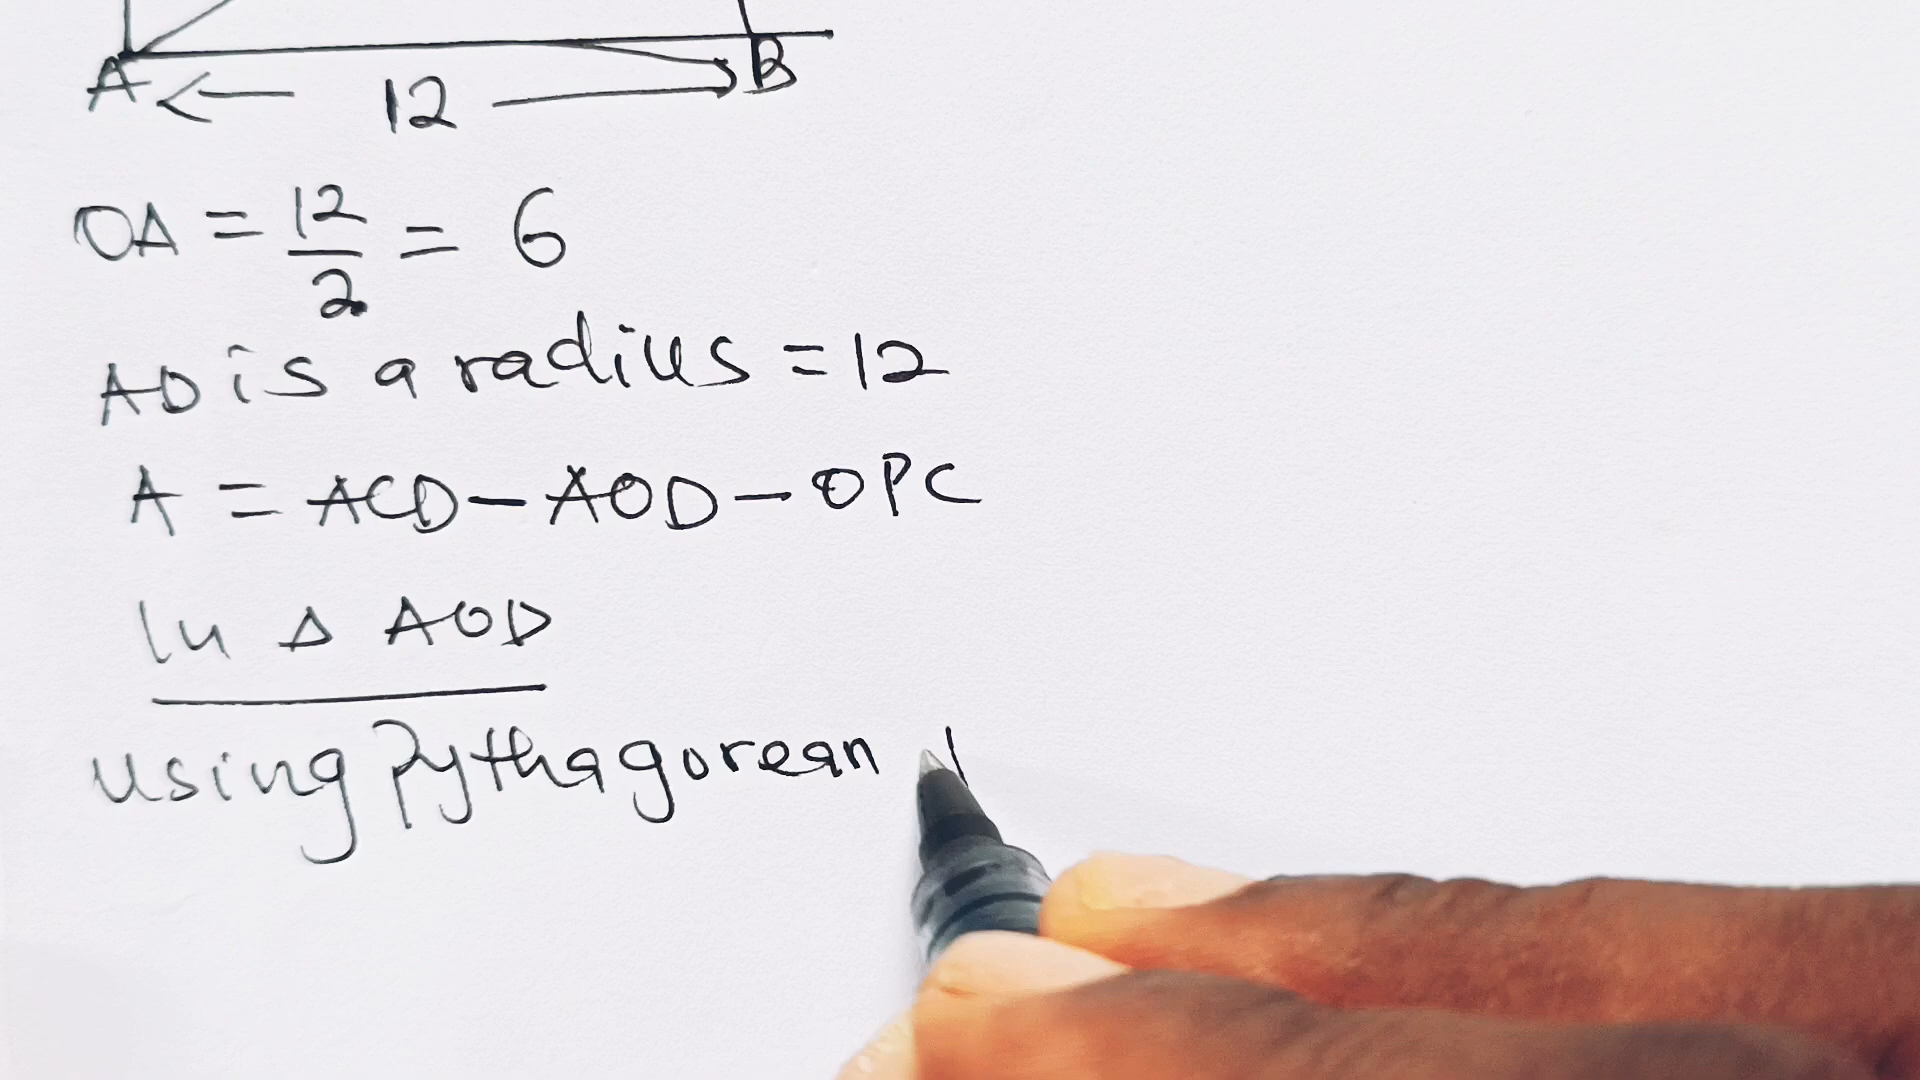 A ← 12 → B
OA = 12/2 = 6
AD is a radius = 12
A = ACD - AOD - OPC
In Δ AOD
using pythagorean